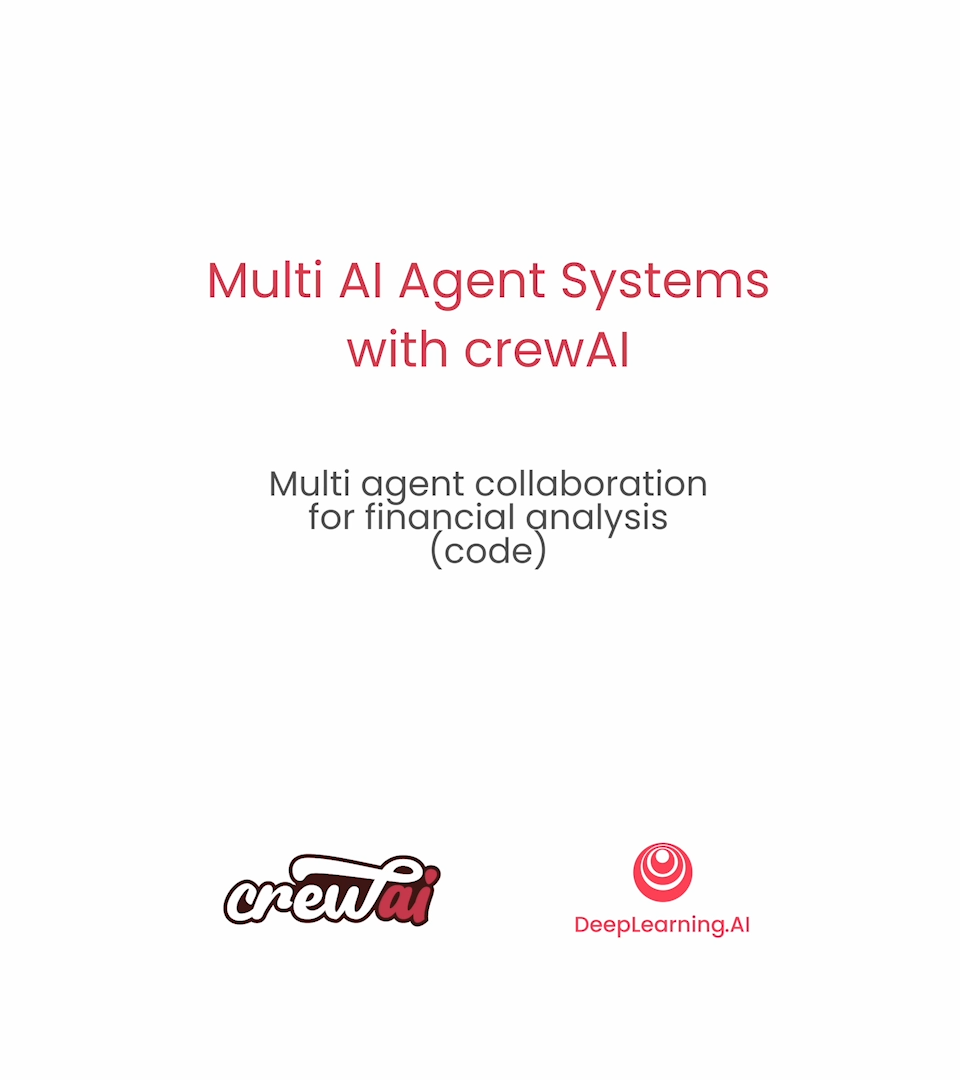 Multi AI Agent Systems
with crewAI
Multi agent collaboration
for financial analysis
(code)
crewai
DeepLearning.AI